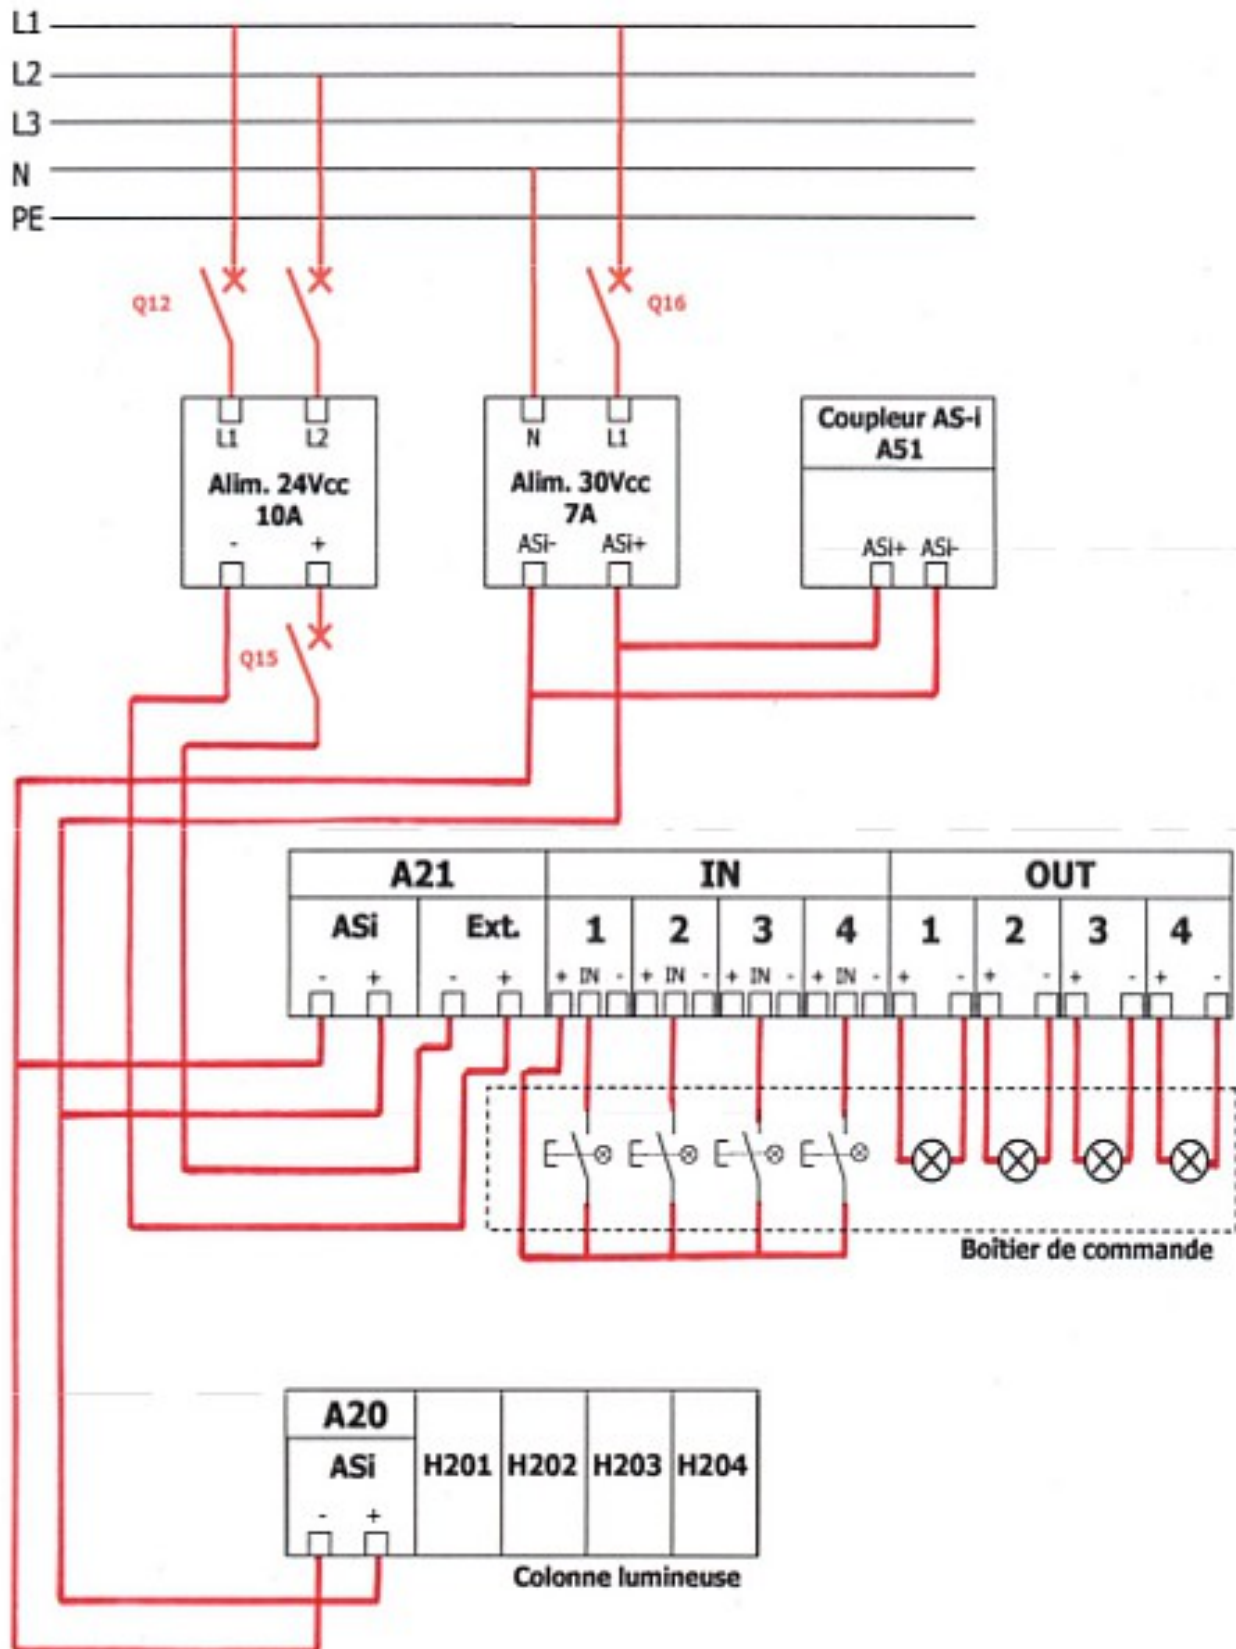 L1
L2
L3
N
PE
Q12
Q16
L1 L2
Alim. 24Vcc
10A
- +
N L1
Alim. 30Vcc
7A
ASi- ASi+
Coupleur AS-i
A51
ASi+ ASi-
Q15
A21 IN OUT
ASi Ext. 1 2 3 4 1 2 3 4
- + - + + IN - + IN - + IN - + IN - + - + - + - + -
Boîtier de commande
A20
ASi H201 H202 H203 H204
- +
Colonne lumineuse